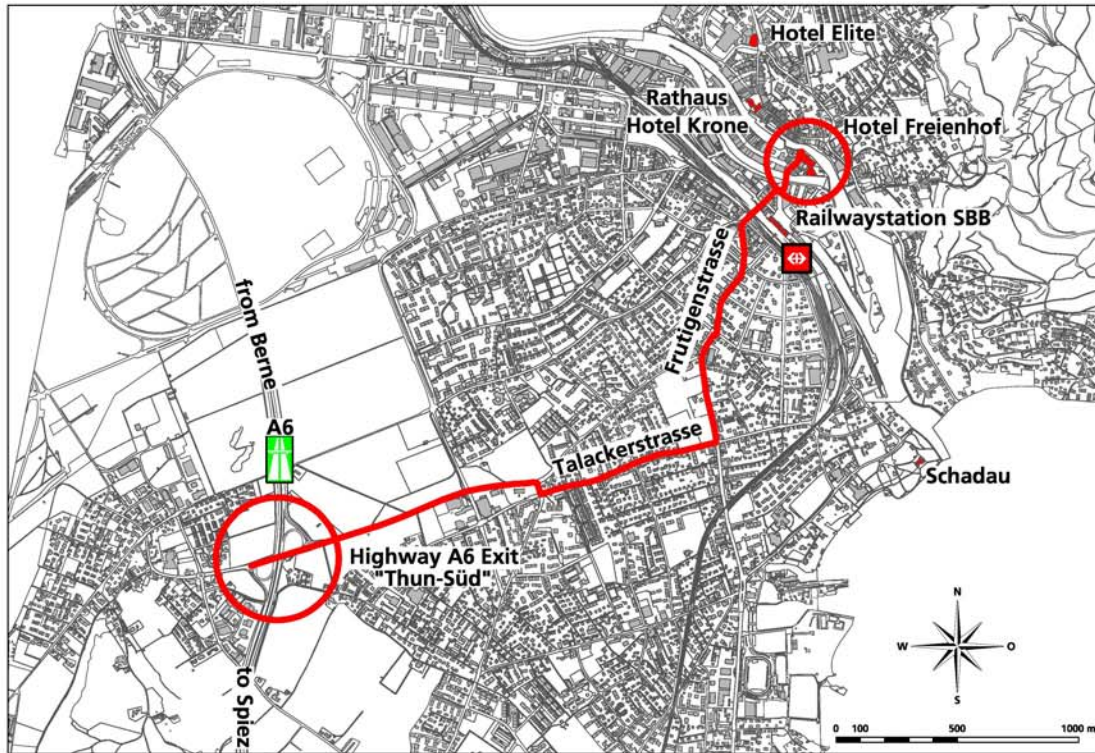 Hotel Elite
Rathaus
Hotel Krone
Hotel Freienhof
Railwaystation SBB
Frutigenstrasse
from Berne
A6
Talackerstrasse
Schadau
Highway A6 Exit
"Thun-Süd"
to Spiez
N
W
O
S
0 100 500 1000 m